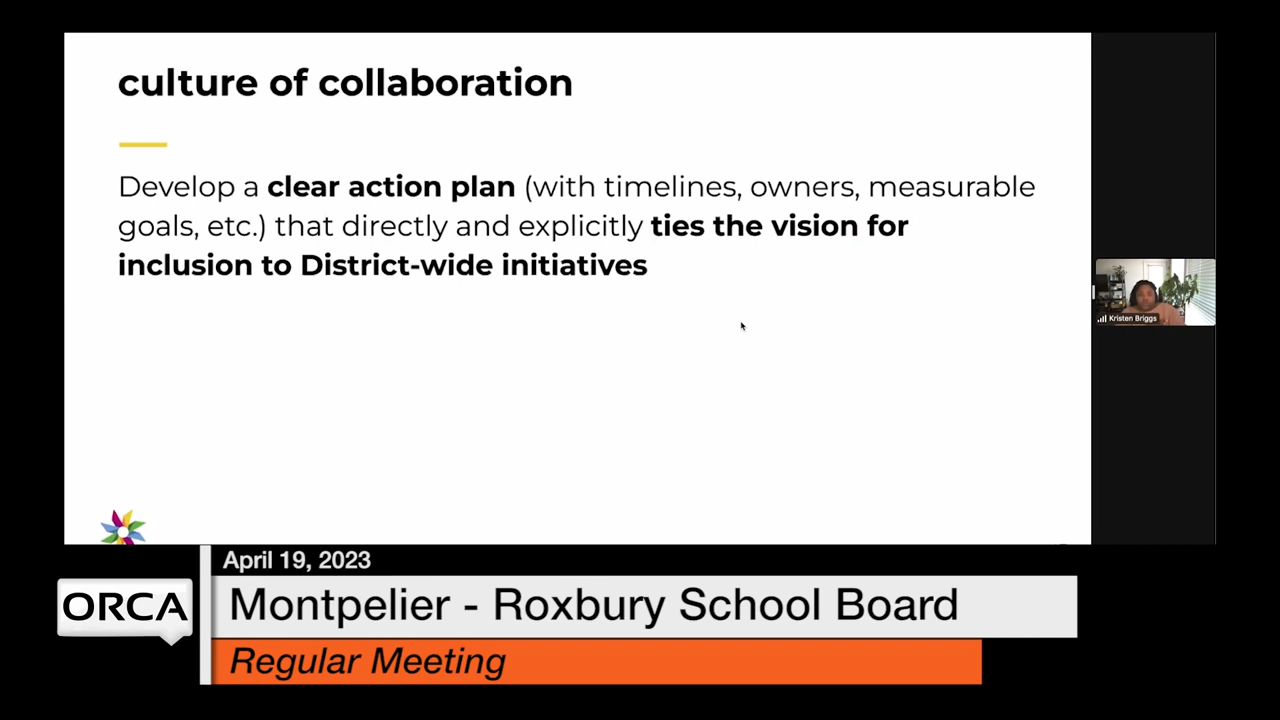 culture of collaboration
Develop a clear action plan (with timelines, owners, measurable
goals, etc.) that directly and explicitly ties the vision for
inclusion to District-wide initiatives
Kristen Briggs
April 19, 2023
ORCA
Montpelier - Roxbury School Board
Regular Meeting